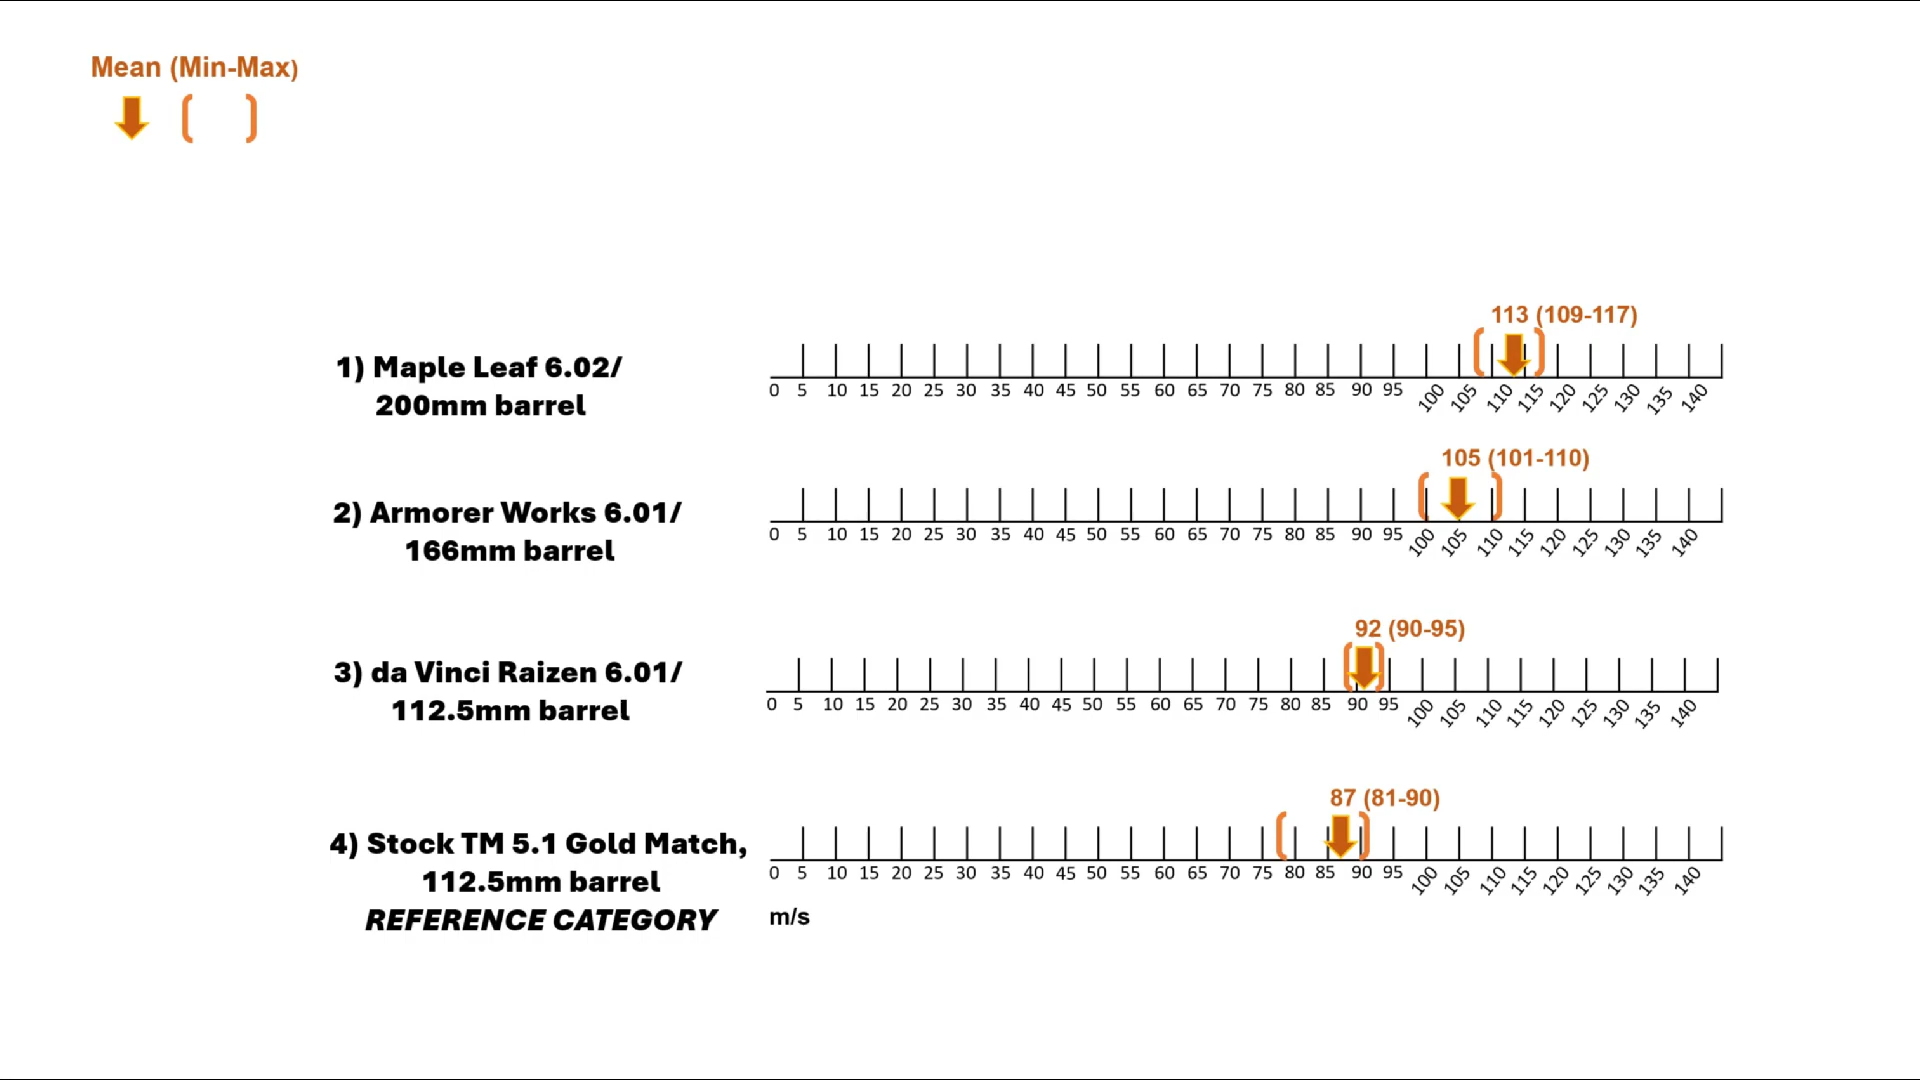 Mean (Min-Max)
113 (109-117)
1) Maple Leaf 6.02/
200mm barrel
0 5 10 15 20 25 30 35 40 45 50 55 60 65 70 75 80 85 90 95 100 105 110 115 120 125 130 135 140
105 (101-110)
2) Armorer Works 6.01/
166mm barrel
0 5 10 15 20 25 30 35 40 45 50 55 60 65 70 75 80 85 90 95 100 105 110 115 120 125 130 135 140
92 (90-95)
3) da Vinci Raizen 6.01/
112.5mm barrel
0 5 10 15 20 25 30 35 40 45 50 55 60 65 70 75 80 85 90 95 100 105 110 115 120 125 130 135 140
87 (81-90)
4) Stock TM 5.1 Gold Match,
112.5mm barrel
0 5 10 15 20 25 30 35 40 45 50 55 60 65 70 75 80 85 90 95 100 105 110 115 120 125 130 135 140
REFERENCE CATEGORY
m/s